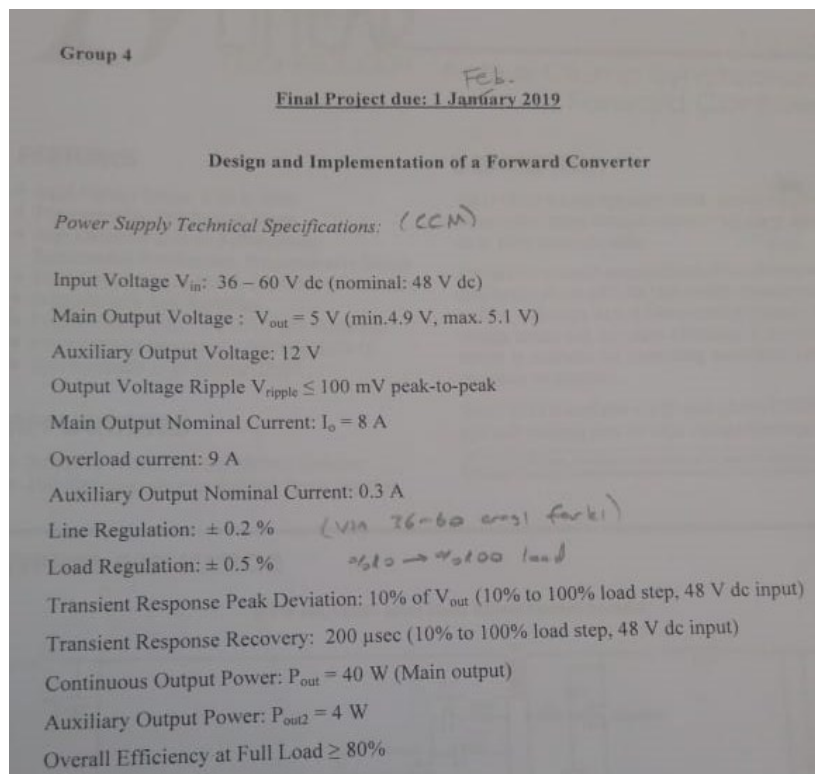 Group 4
Feb.
Final Project due: 1 January 2019
Design and Implementation of a Forward Converter
Power Supply Technical Specifications: (CCM)
Input Voltage Vin: 36 – 60 V dc (nominal: 48 V dc)
Main Output Voltage : Vout = 5 V (min.4.9 V, max. 5.1 V)
Auxiliary Output Voltage: 12 V
Output Voltage Ripple Vripple ≤ 100 mV peak-to-peak
Main Output Nominal Current: Io = 8 A
Overload current: 9 A
Auxiliary Output Nominal Current: 0.3 A
Line Regulation: ± 0.2 % (Vin 36-60 arası farkı)
Load Regulation: ± 0.5 % %10 → %100 load
Transient Response Peak Deviation: 10% of Vout (10% to 100% load step, 48 V dc input)
Transient Response Recovery: 200 μsec (10% to 100% load step, 48 V dc input)
Continuous Output Power: Pout = 40 W (Main output)
Auxiliary Output Power: Pout2 = 4 W
Overall Efficiency at Full Load ≥ 80%